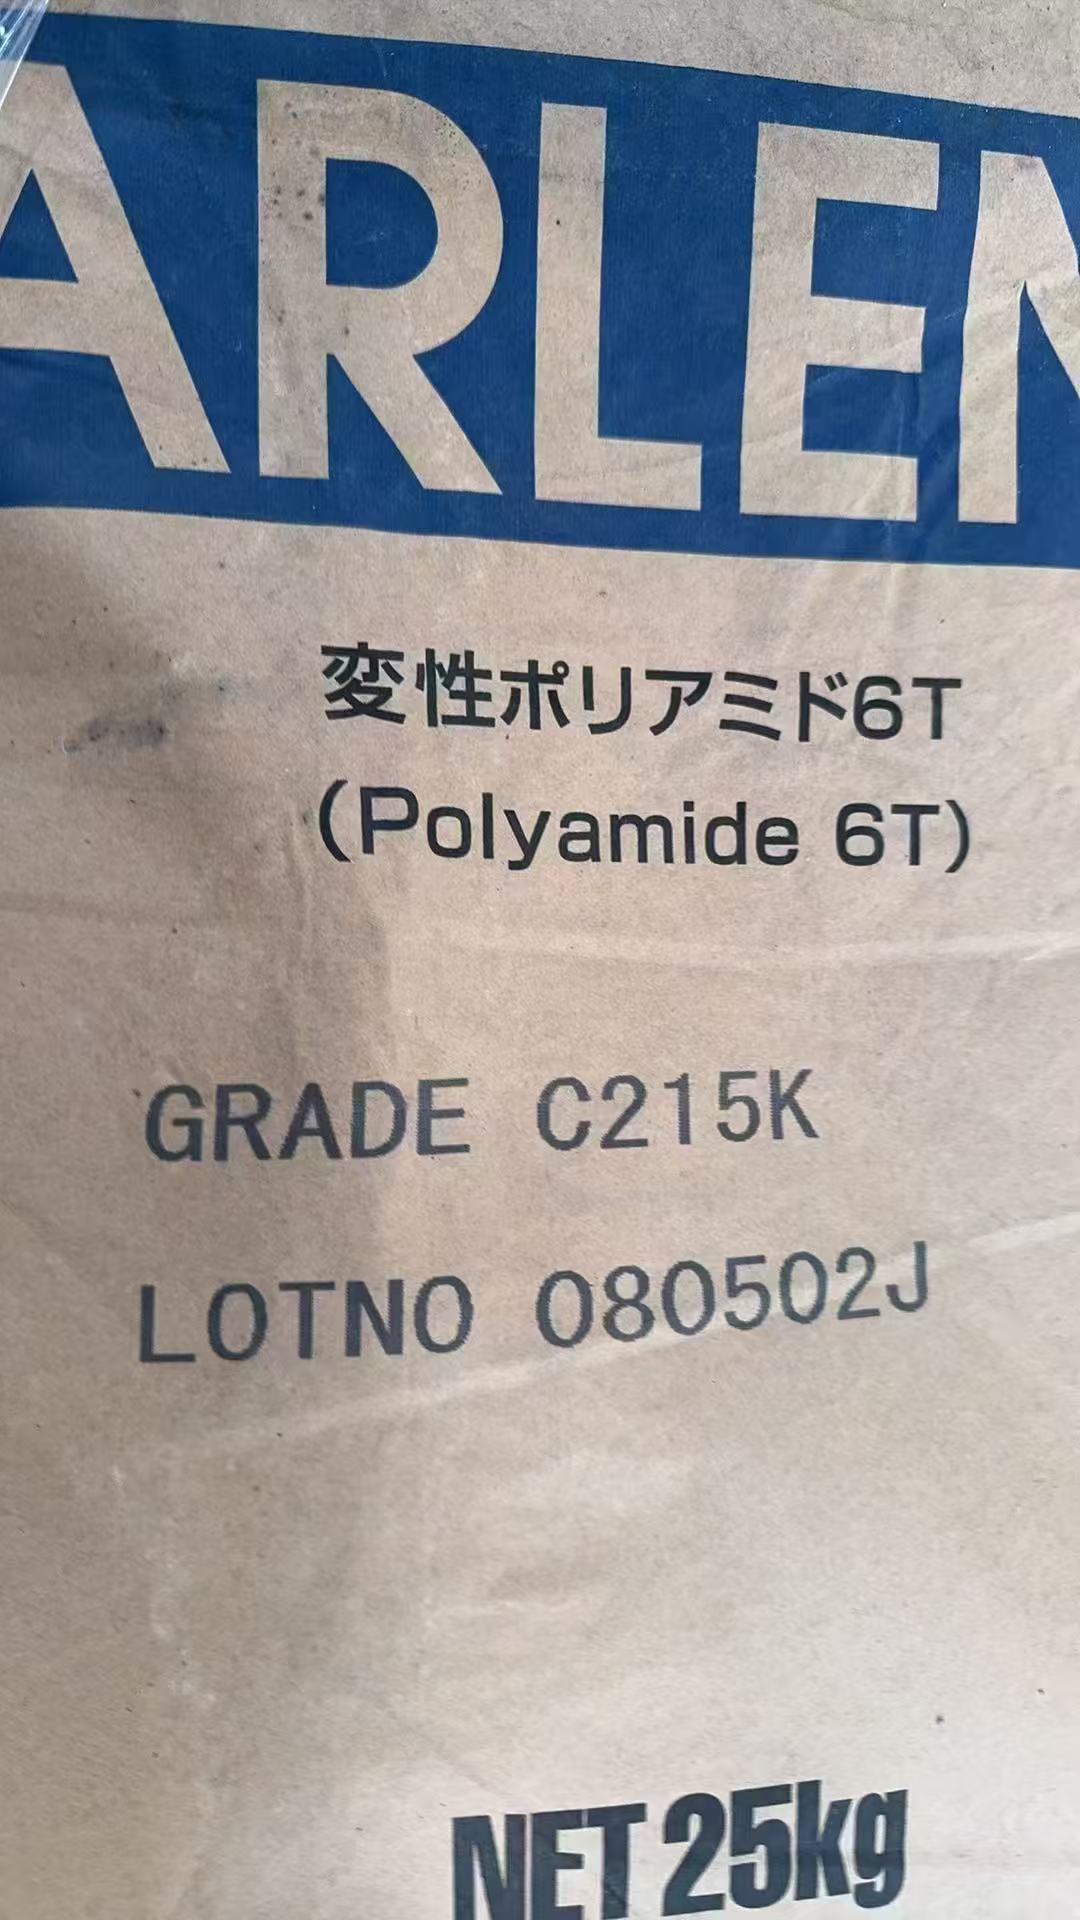 ARLEN
変性ポリアミド6T
(Polyamide 6T)
GRADE C215K
LOTNO 080502J
NET 25kg